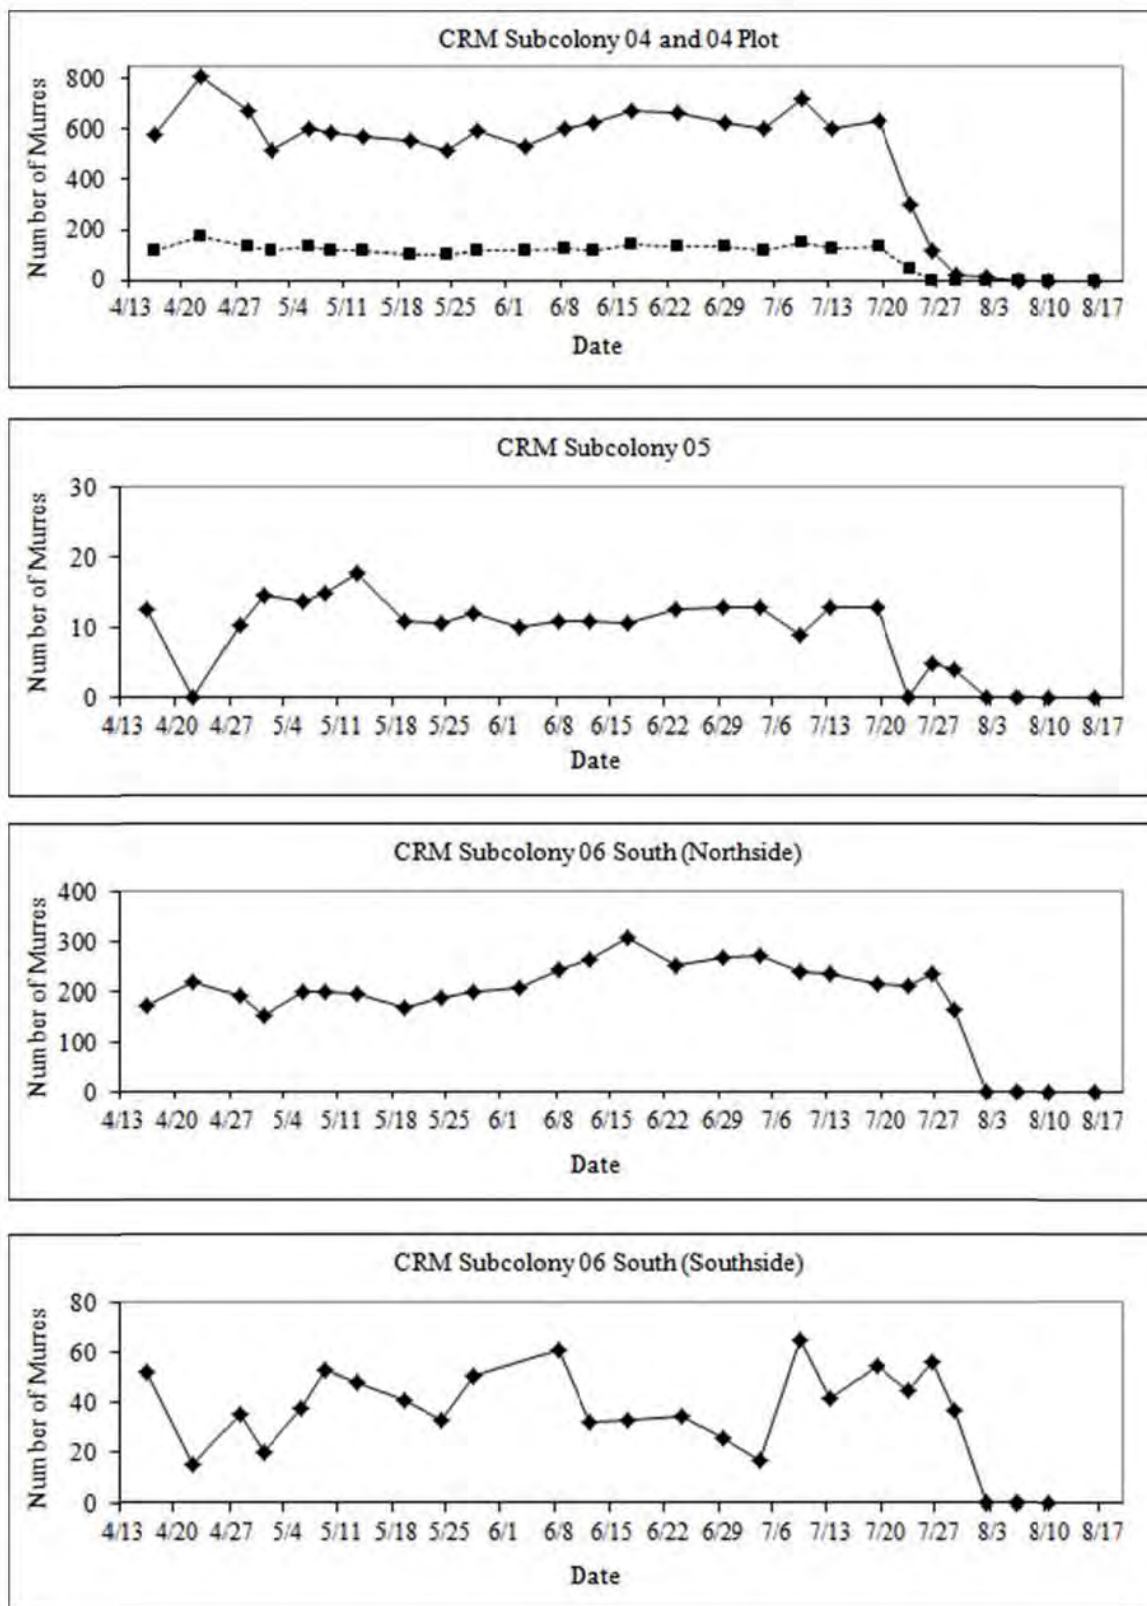 CRM Subcolony 04 and 04 Plot
Number of Murres
800
600
400
200
0
4/13 4/20 4/27 5/4 5/11 5/18 5/25 6/1 6/8 6/15 6/22 6/29 7/6 7/13 7/20 7/27 8/3 8/10 8/17
Date
CRM Subcolony 05
Number of Murres
30
20
10
0
4/13 4/20 4/27 5/4 5/11 5/18 5/25 6/1 6/8 6/15 6/22 6/29 7/6 7/13 7/20 7/27 8/3 8/10 8/17
Date
CRM Subcolony 06 South (Northside)
Number of Murres
400
300
200
100
0
4/13 4/20 4/27 5/4 5/11 5/18 5/25 6/1 6/8 6/15 6/22 6/29 7/6 7/13 7/20 7/27 8/3 8/10 8/17
Date
CRM Subcolony 06 South (Southside)
Number of Murres
80
60
40
20
0
4/13 4/20 4/27 5/4 5/11 5/18 5/25 6/1 6/8 6/15 6/22 6/29 7/6 7/13 7/20 7/27 8/3 8/10 8/17
Date